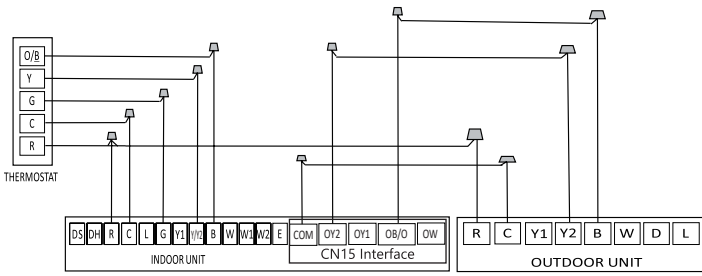 O/B
Y
G
C
R
THERMOSTAT
DS DH R C L G Y1 Y/Y2 B W W1 W2 E COM OY2 OY1 OB/O OW
CN15 Interface
INDOOR UNIT
R C Y1 Y2 B W D L
OUTDOOR UNIT